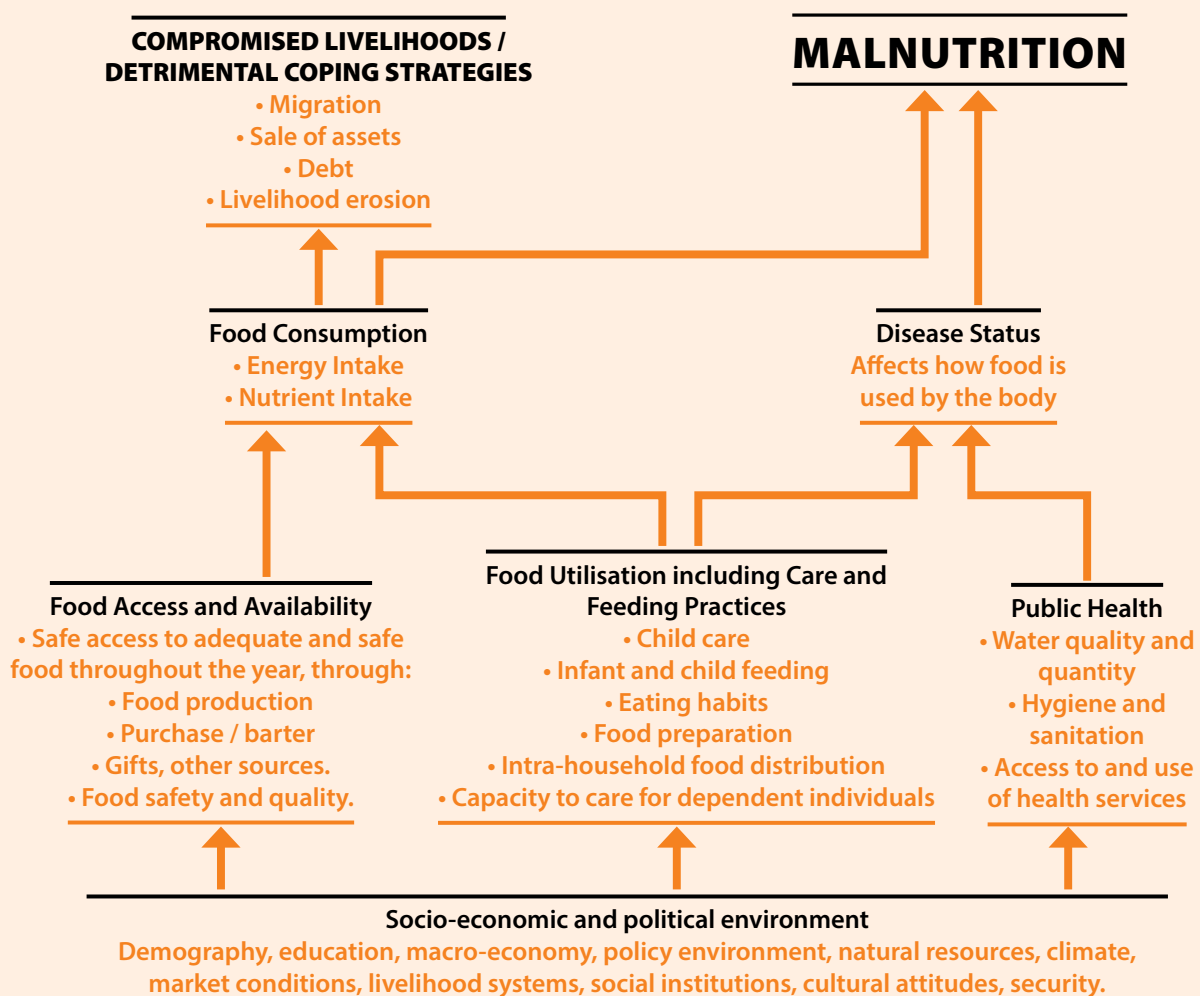 COMPROMISED LIVELIHOODS /
DETRIMENTAL COPING STRATEGIES
• Migration
• Sale of assets
• Debt
• Livelihood erosion
MALNUTRITION
Food Consumption
• Energy Intake
• Nutrient Intake
Disease Status
Affects how food is
used by the body
Food Access and Availability
• Safe access to adequate and safe
food throughout the year, through:
• Food production
• Purchase / barter
• Gifts, other sources.
• Food safety and quality.
Food Utilisation including Care and
Feeding Practices
• Child care
• Infant and child feeding
• Eating habits
• Food preparation
• Intra-household food distribution
• Capacity to care for dependent individuals
Public Health
• Water quality and
quantity
• Hygiene and
sanitation
• Access to and use
of health services
Socio-economic and political environment
Demography, education, macro-economy, policy environment, natural resources, climate,
market conditions, livelihood systems, social institutions, cultural attitudes, security.